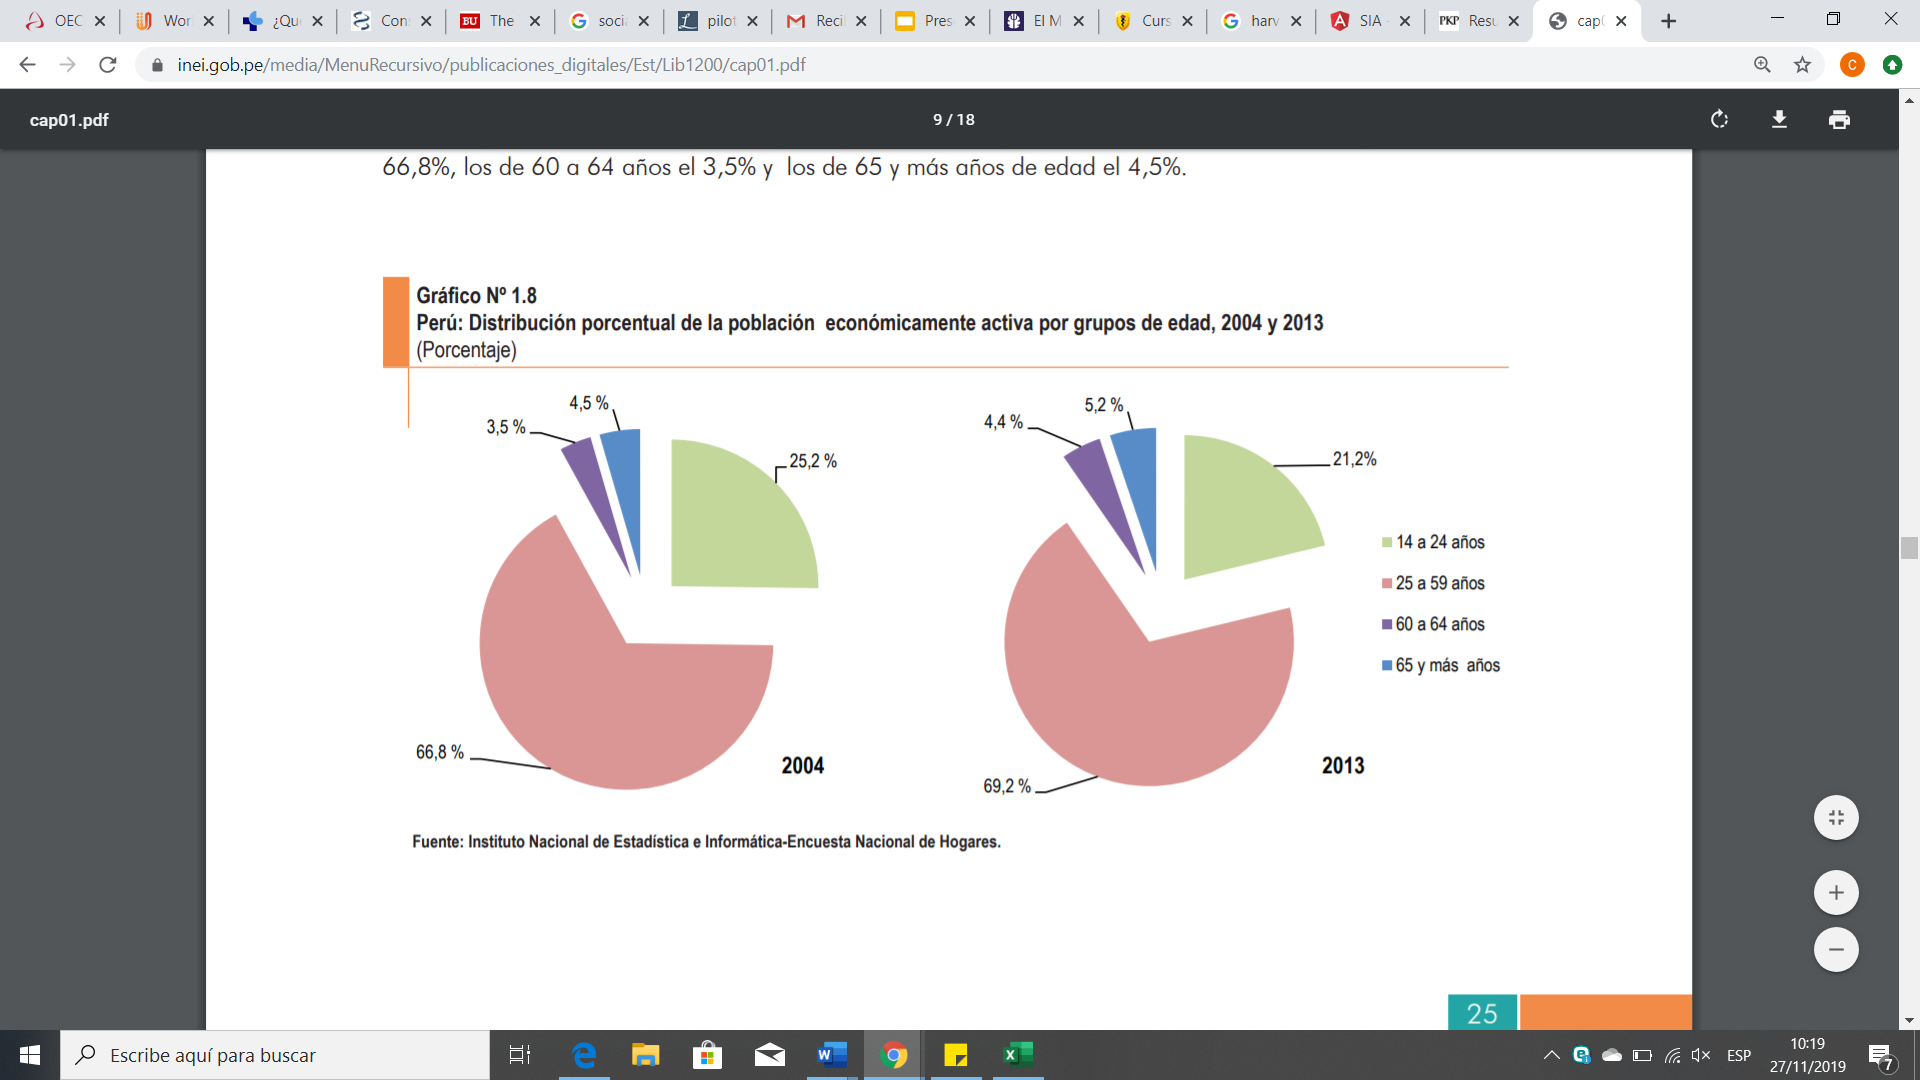 OEC
Wor
¿Qu
Con
The
soci
pilot
Reci
Pres
El M
Curs
harv
SIA -
PKP Resu
cap0
inei.gob.pe/media/MenuRecursivo/publicaciones_digitales/Est/Lib1200/cap01.pdf
C
cap01.pdf
9 / 18
66,8%, los de 60 a 64 años el 3,5% y los de 65 y más años de edad el 4,5%.
Gráfico Nº 1.8
Perú: Distribución porcentual de la población económicamente activa por grupos de edad, 2004 y 2013
(Porcentaje)
4,5 %
3,5 %
25,2 %
66,8 %
2004
5,2 %
4,4 %
21,2%
69,2 %
2013
14 a 24 años
25 a 59 años
60 a 64 años
65 y más años
Fuente: Instituto Nacional de Estadística e Informática-Encuesta Nacional de Hogares.
25
Escribe aquí para buscar
ESP
10:19
27/11/2019
7